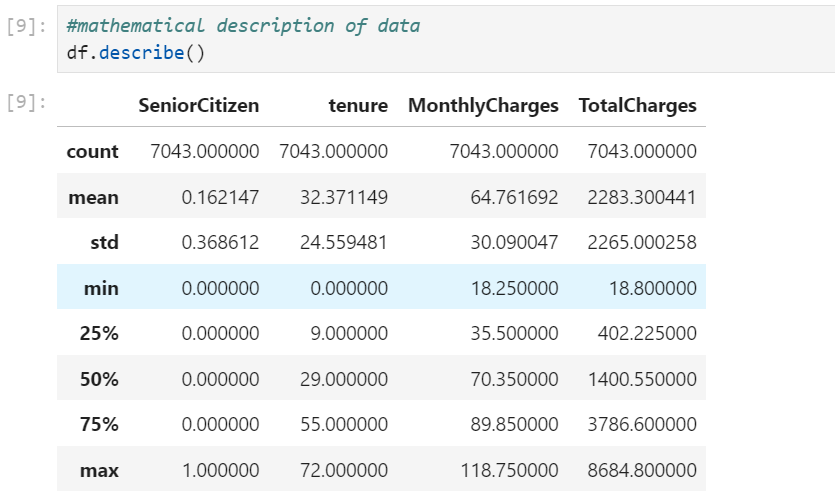 [9]: #mathematical description of data
df.describe()
[9]:
SeniorCitizen tenure MonthlyCharges TotalCharges
count 7043.000000 7043.000000 7043.000000 7043.000000
mean 0.162147 32.371149 64.761692 2283.300441
std 0.368612 24.559481 30.090047 2265.000258
min 0.000000 0.000000 18.250000 18.800000
25% 0.000000 9.000000 35.500000 402.225000
50% 0.000000 29.000000 70.350000 1400.550000
75% 0.000000 55.000000 89.850000 3786.600000
max 1.000000 72.000000 118.750000 8684.800000